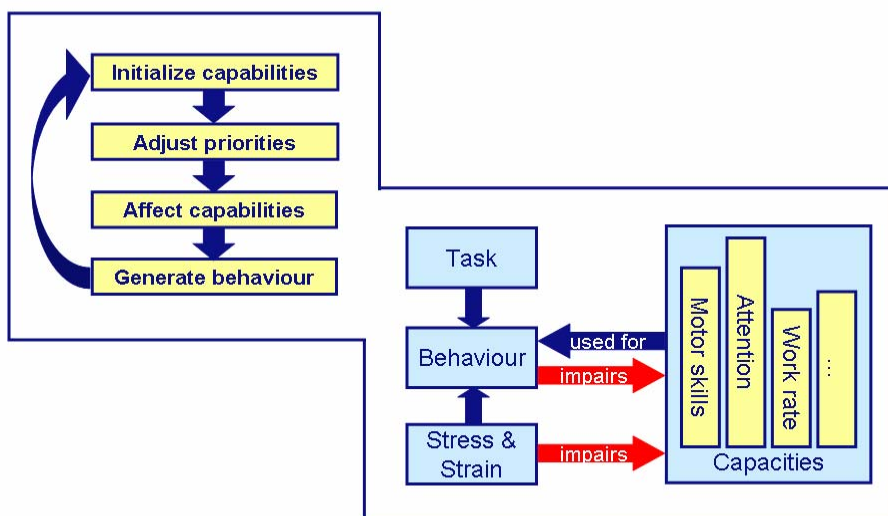 Initialize capabilities
Adjust priorities
Affect capabilities
Generate behaviour
Task
Behaviour
Stress &
Strain
used for
impairs
impairs
Motor skills
Attention
Work rate
...
Capacities